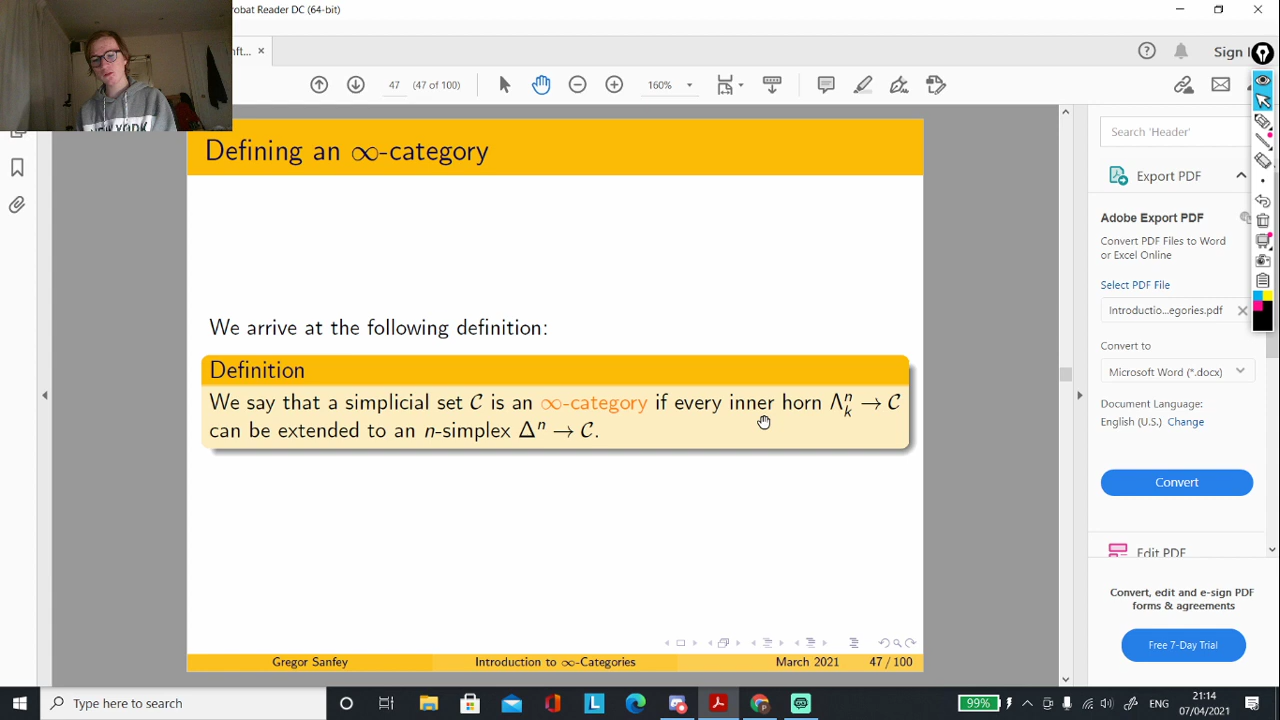 robat Reader DC (64-bit)
nft...
47 (47 of 100)
160%
Sign I
Defining an ∞-category
We arrive at the following definition:
Definition
We say that a simplicial set 𝒞 is an ∞-category if every inner horn Λⁿₖ → 𝒞
can be extended to an n-simplex Δⁿ → 𝒞.
Gregor Sanfey
Introduction to ∞-Categories
March 2021
47 / 100
Search 'Header'
Export PDF
Adobe Export PDF
Convert PDF Files to Word
or Excel Online
Select PDF File
Introductio...egories.pdf
Convert to
Microsoft Word (*.docx)
Document Language:
English (U.S.) Change
Convert
Edit PDF
Convert, edit and e-sign PDF
forms & agreements
Free 7-Day Trial
NEW YORK
Type here to search
99%
ENG
21:14
07/04/2021